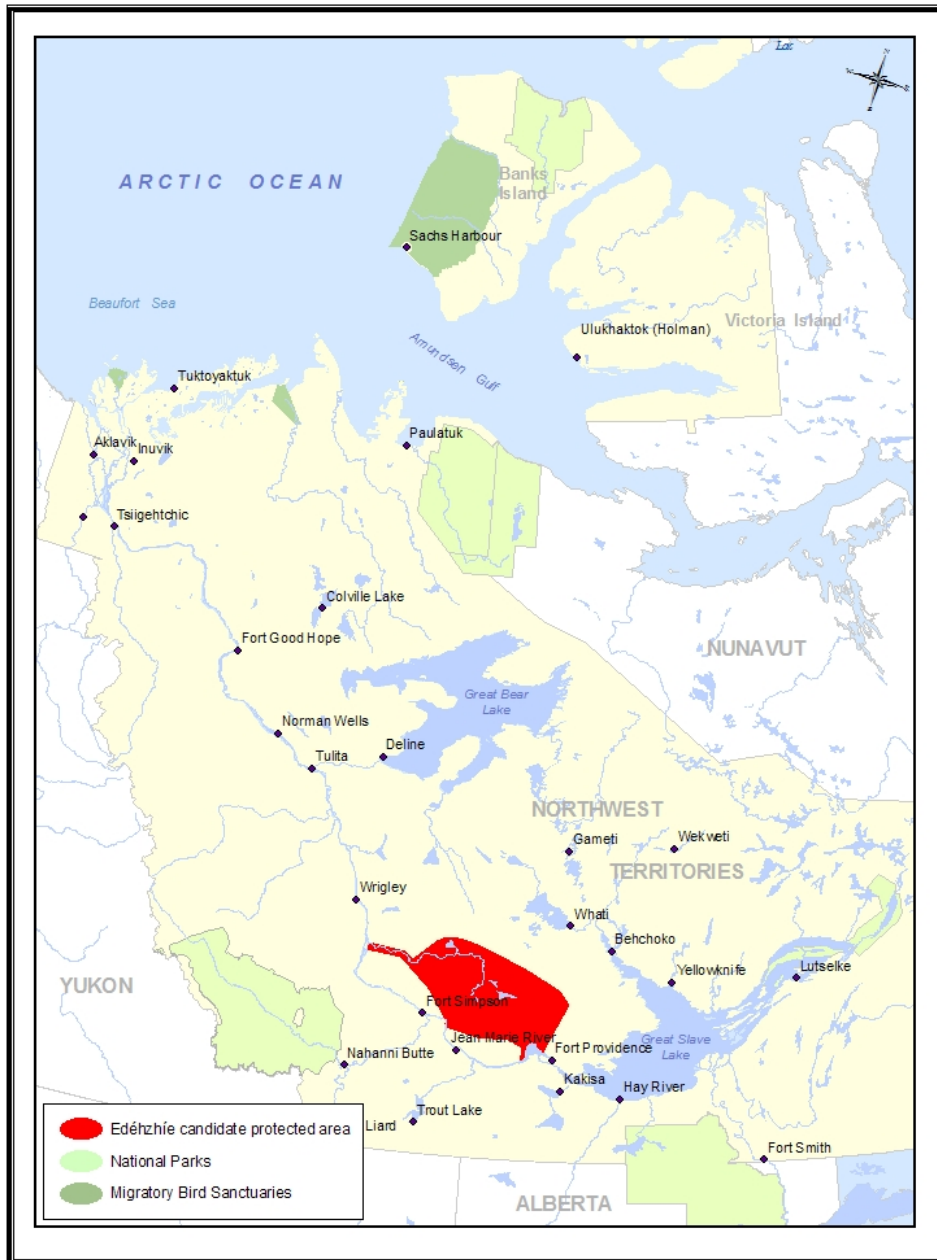 Lac
ARCTIC OCEAN
Banks
Island
Sachs Harbour
Beaufort Sea
Ulukhaktok (Holman)
Victoria Island
Amundsen Gulf
Tuktoyaktuk
Paulatuk
Aklavik
Inuvik
Tsiigehtchic
Colville Lake
Fort Good Hope
NUNAVUT
Great Bear
Lake
Norman Wells
Deline
Tulita
NORTHWEST
Gameti
Wekweti
TERRITORIES
Wrigley
Whati
Behchoko
Yellowknife
Lutselke
YUKON
Fort Simpson
Jean Marie River
Great Slave
Lake
Fort Providence
Nahanni Butte
Kakisa
Hay River
Trout Lake
Liard
Fort Smith
ALBERTA
Edéhzhíe candidate protected area
National Parks
Migratory Bird Sanctuaries